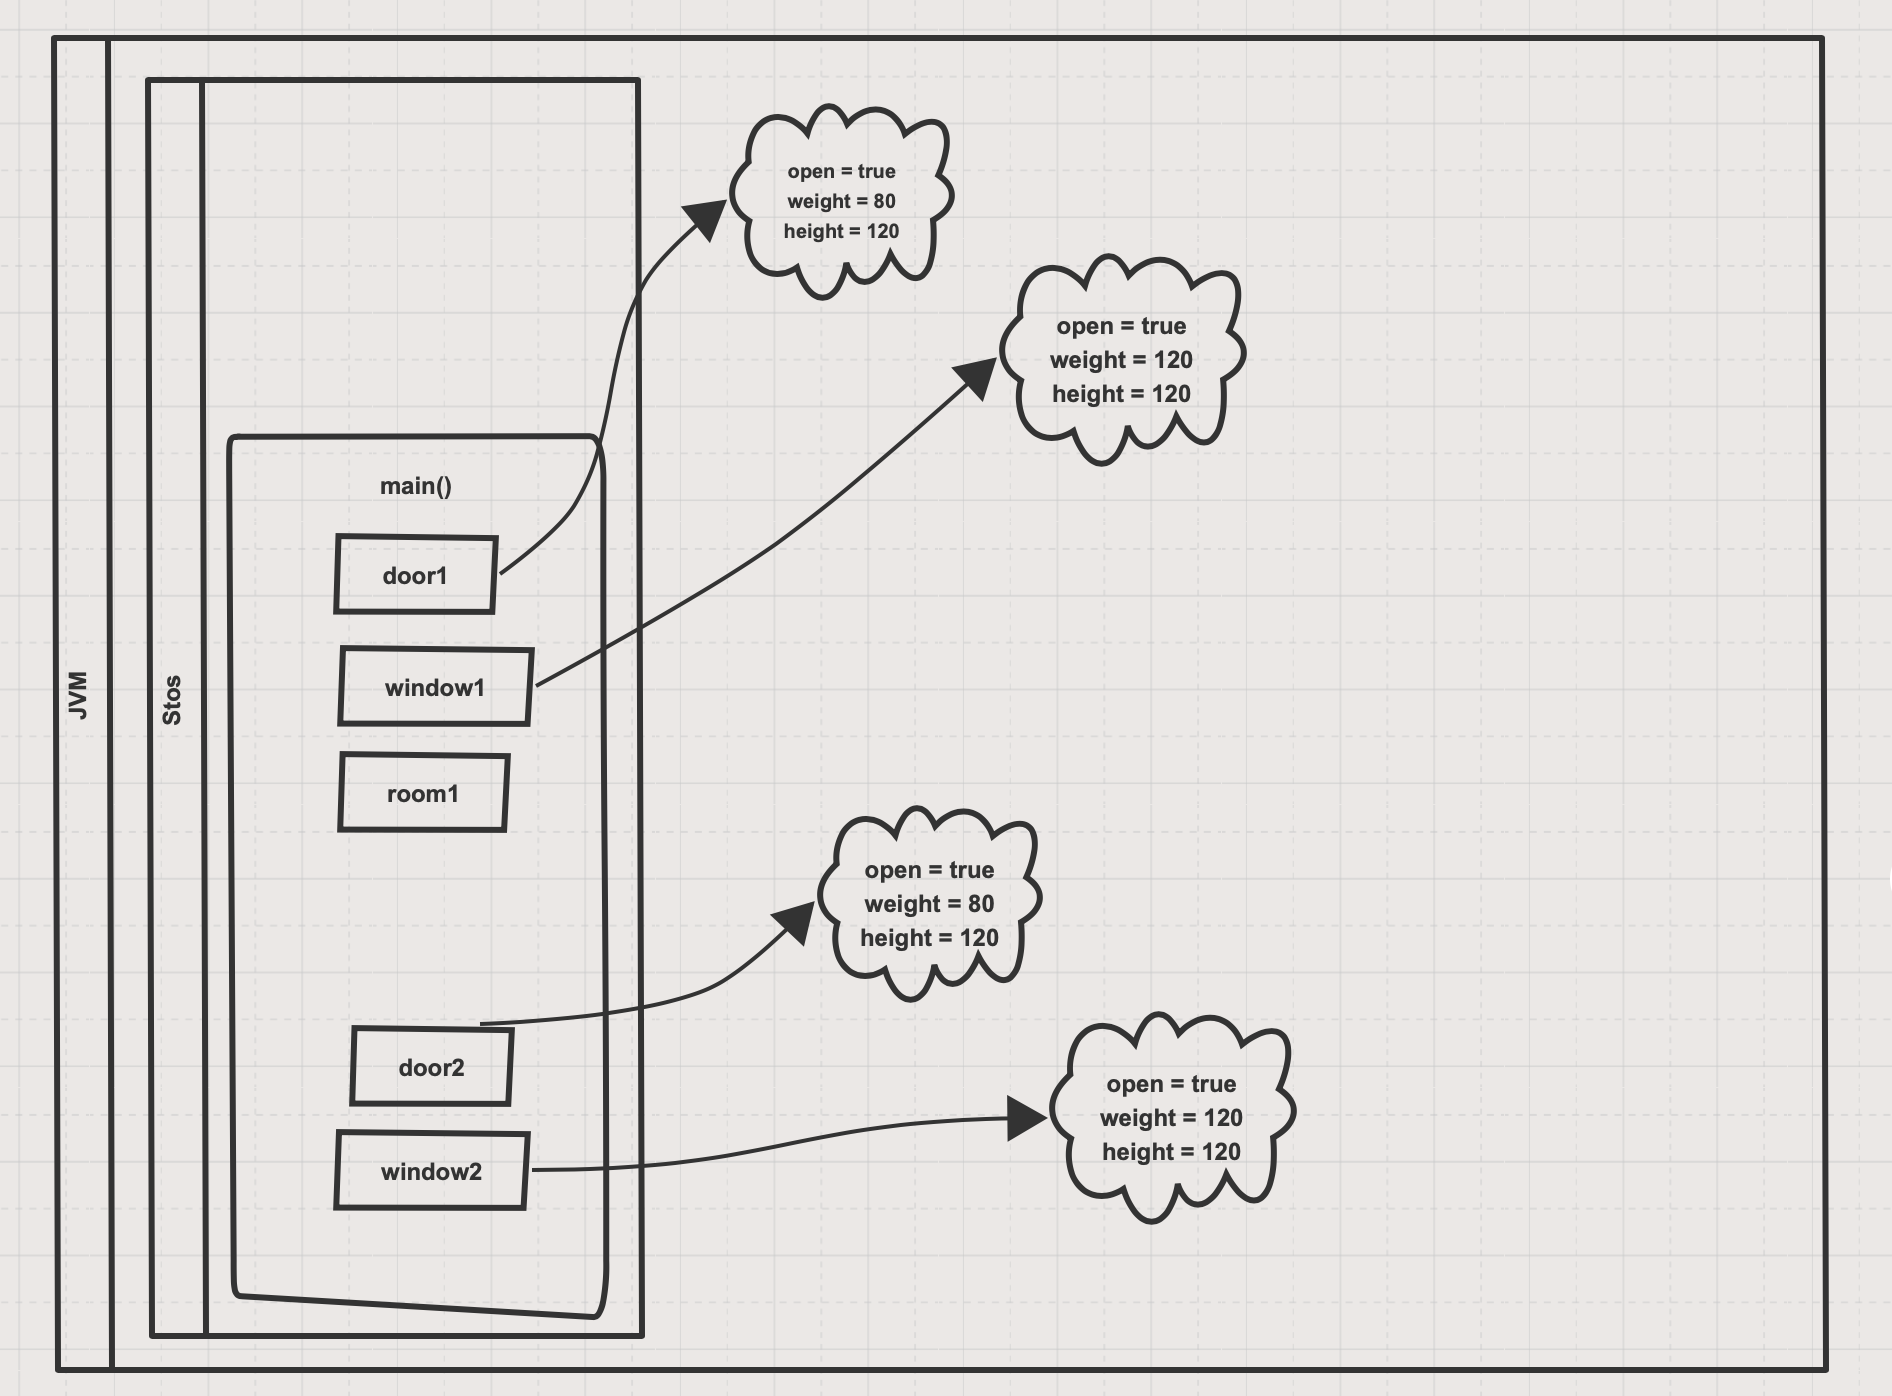 JVM
Stos
main()
door1
window1
room1
door2
window2
open = true
weight = 80
height = 120
open = true
weight = 120
height = 120
open = true
weight = 80
height = 120
open = true
weight = 120
height = 120